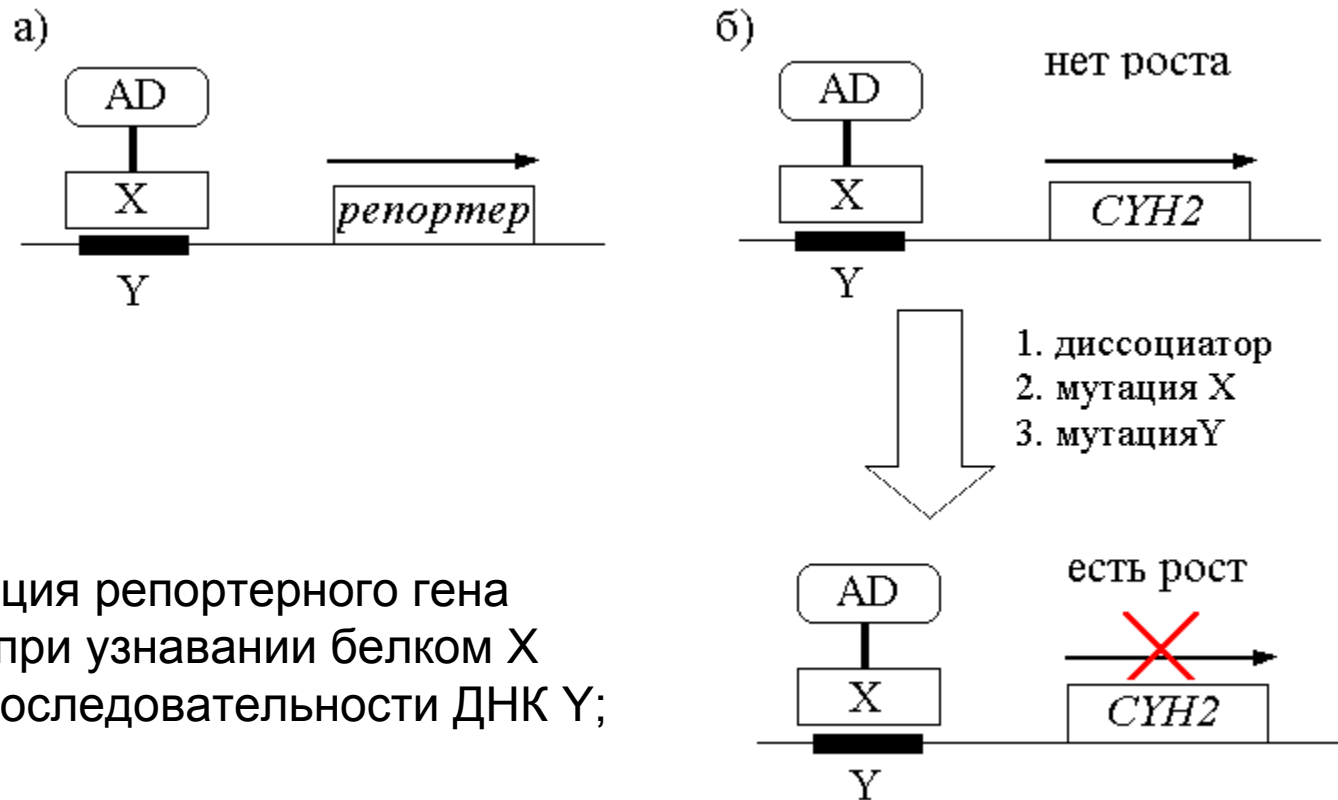 а)
AD
X
репортер
Y
б)
нет роста
AD
X
CYH2
Y
1. диссоциатор
2. мутация X
3. мутацияY
есть рост
AD
X
CYH2
Y
ция репортерного гена
при узнавании белком X
оследовательности ДНК Y;